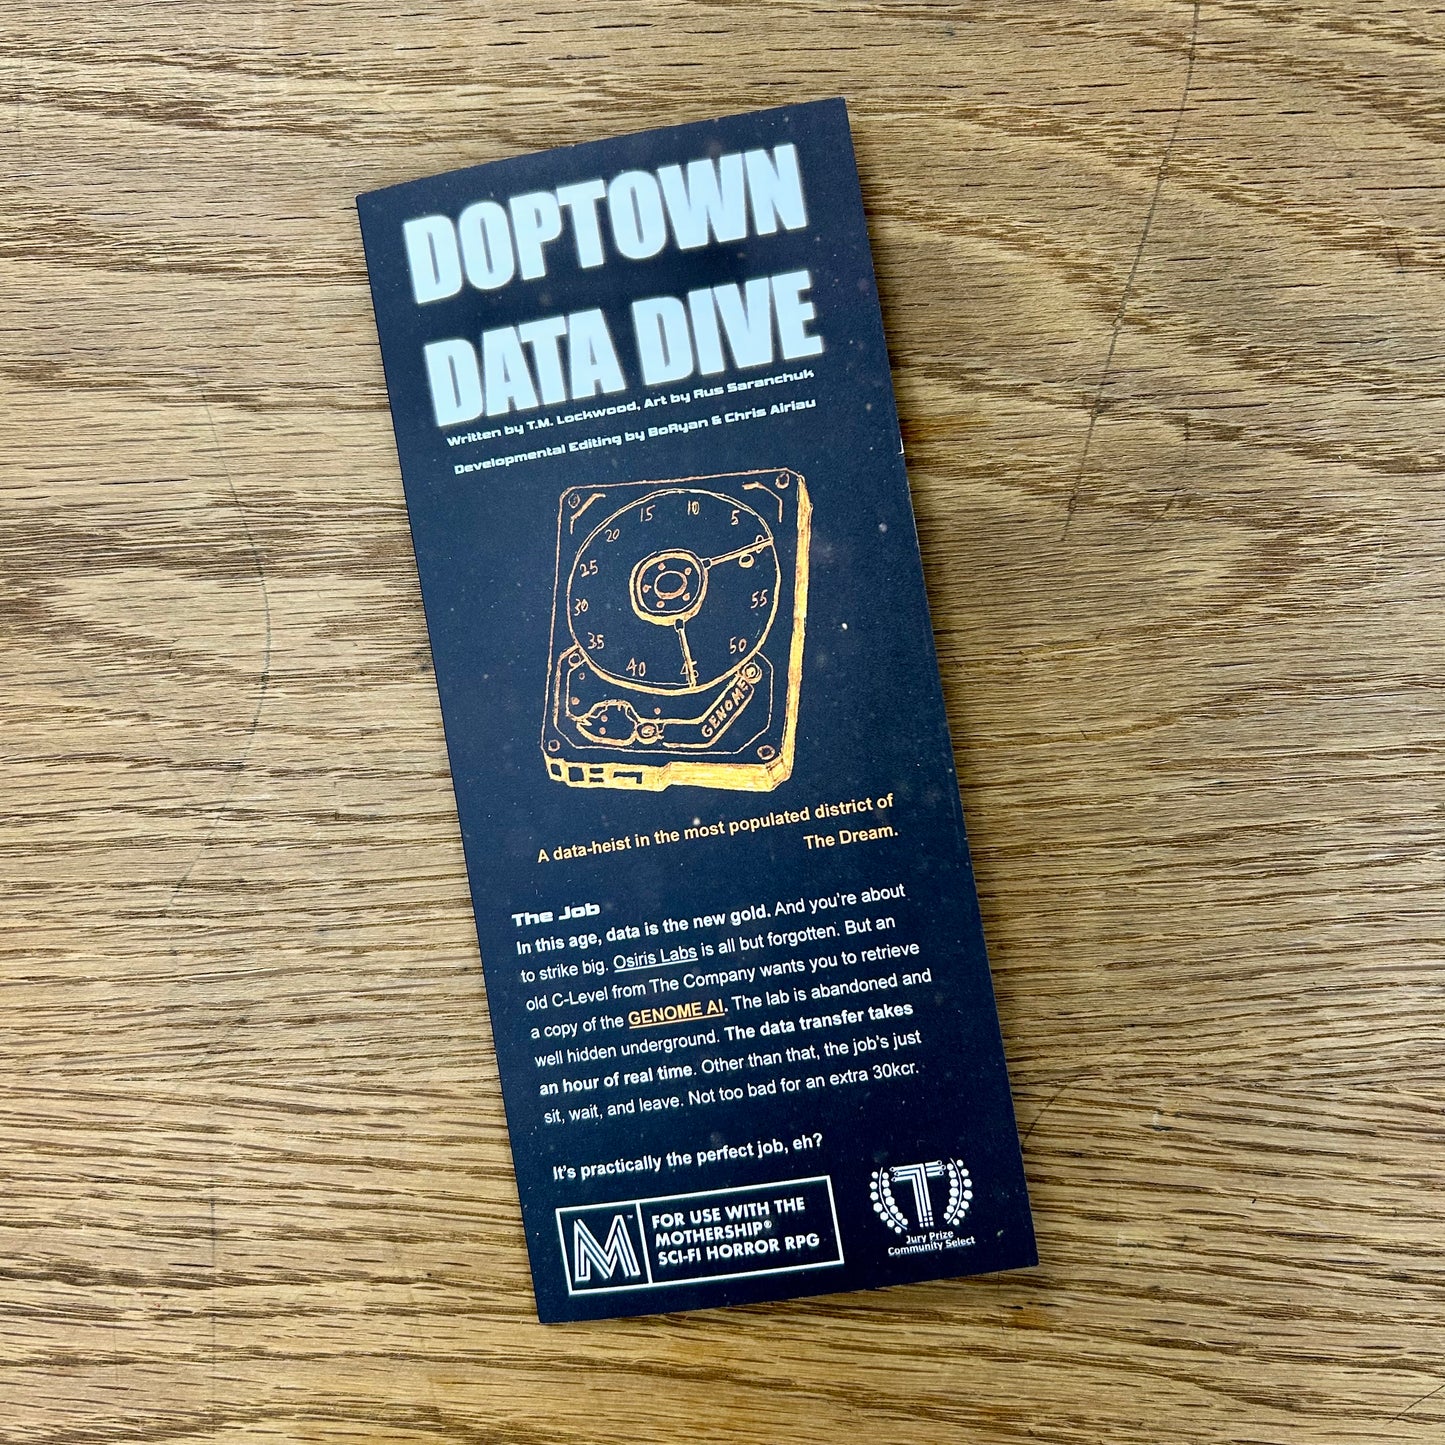 DOPTOWN
DATA DIVE
Written by T.M. Lockwood, Art by Rus Saranchuk
Developmental Editing by BoRyan & Chris Airiau
5
10
15
20
25
30
35
40
45
50
55
GENOME
A data-heist in the most populated district of
The Dream.
The Job
In this age, data is the new gold. And you're about
to strike big. Osiris Labs is all but forgotten. But an
old C-Level from The Company wants you to retrieve
a copy of the GENOME AI. The lab is abandoned and
well hidden underground. The data transfer takes
an hour of real time. Other than that, the job's just
sit, wait, and leave. Not too bad for an extra 30kcr.
It's practically the perfect job, eh?
M™
FOR USE WITH THE
MOTHERSHIP®
SCI-FI HORROR RPG
T
Jury Prize
Community Select